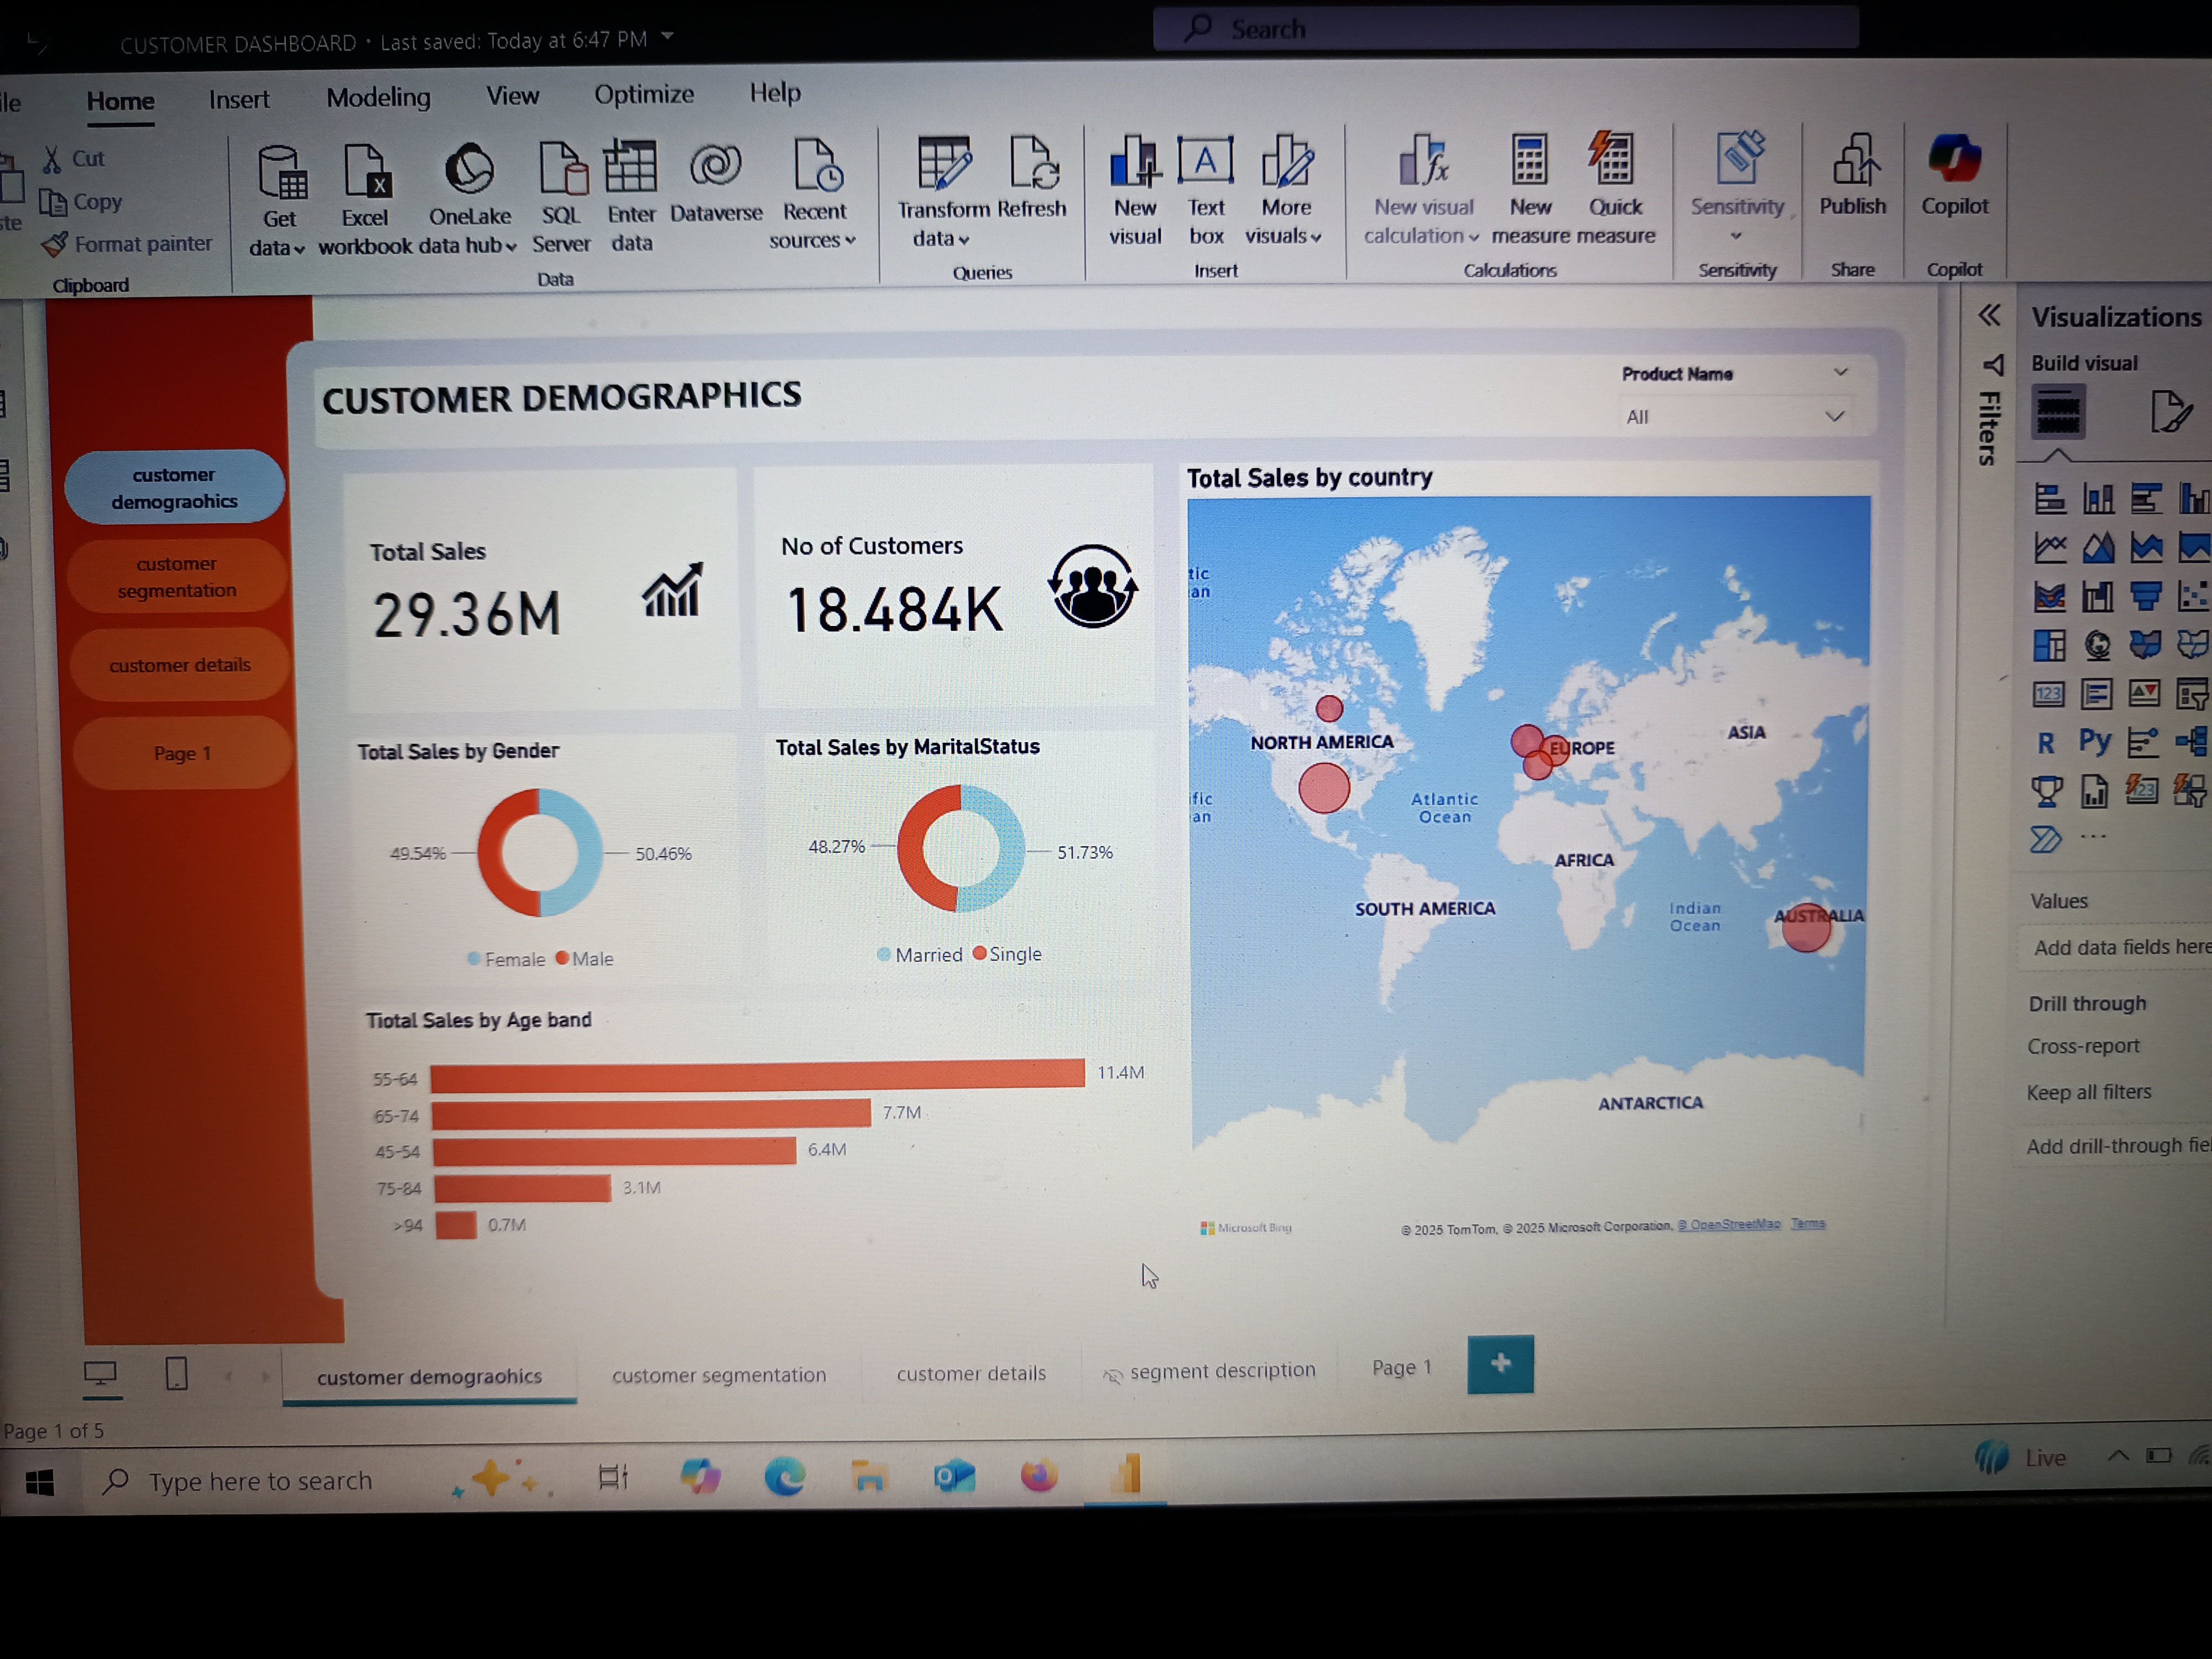 CUSTOMER DASHBOARD • Last saved: Today at 6:47 PM
Search
Home Insert Modeling View Optimize Help
Cut
Copy
Format painter
Clipboard
Get data
Excel workbook
OneLake data hub
SQL Server
Enter data
Dataverse
Recent sources
Data
Transform data
Refresh
Queries
New visual
Text box
More visuals
Insert
New visual calculation
New measure
Quick measure
Calculations
Sensitivity
Sensitivity
Publish
Share
Copilot
Copilot
customer
demograohics
customer
segmentation
customer details
Page 1
CUSTOMER DEMOGRAPHICS
Product Name
All
Total Sales
29.36M
No of Customers
18.484K
Total Sales by Gender
49.54%
50.46%
Female Male
Total Sales by MaritalStatus
48.27%
51.73%
Married Single
Tiotal Sales by Age band
55-64 11.4M
65-74 7.7M
45-54 6.4M
75-84 3.1M
>94 0.7M
Total Sales by country
NORTH AMERICA
EUROPE
ASIA
Atlantic
Ocean
AFRICA
SOUTH AMERICA
Indian
Ocean
AUSTRALIA
ANTARCTICA
Microsoft Bing
© 2025 TomTom, © 2025 Microsoft Corporation, © OpenStreetMap Terms
Filters
Visualizations
Build visual
123
R Py
123
Values
Add data fields here
Drill through
Cross-report
Keep all filters
Add drill-through fie
customer demograohics
customer segmentation
customer details
segment description
Page 1
+
Page 1 of 5
Type here to search
Live